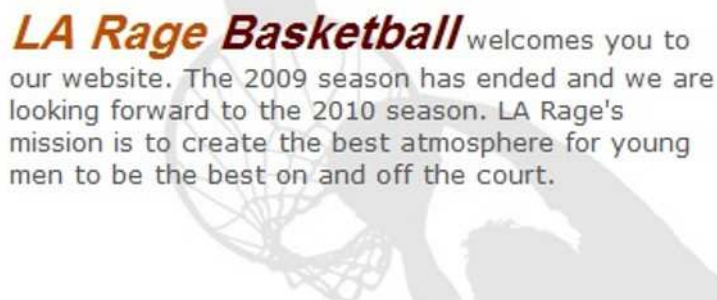 LA Rage Basketball welcomes you to
our website. The 2009 season has ended and we are
looking forward to the 2010 season. LA Rage's
mission is to create the best atmosphere for young
men to be the best on and off the court.